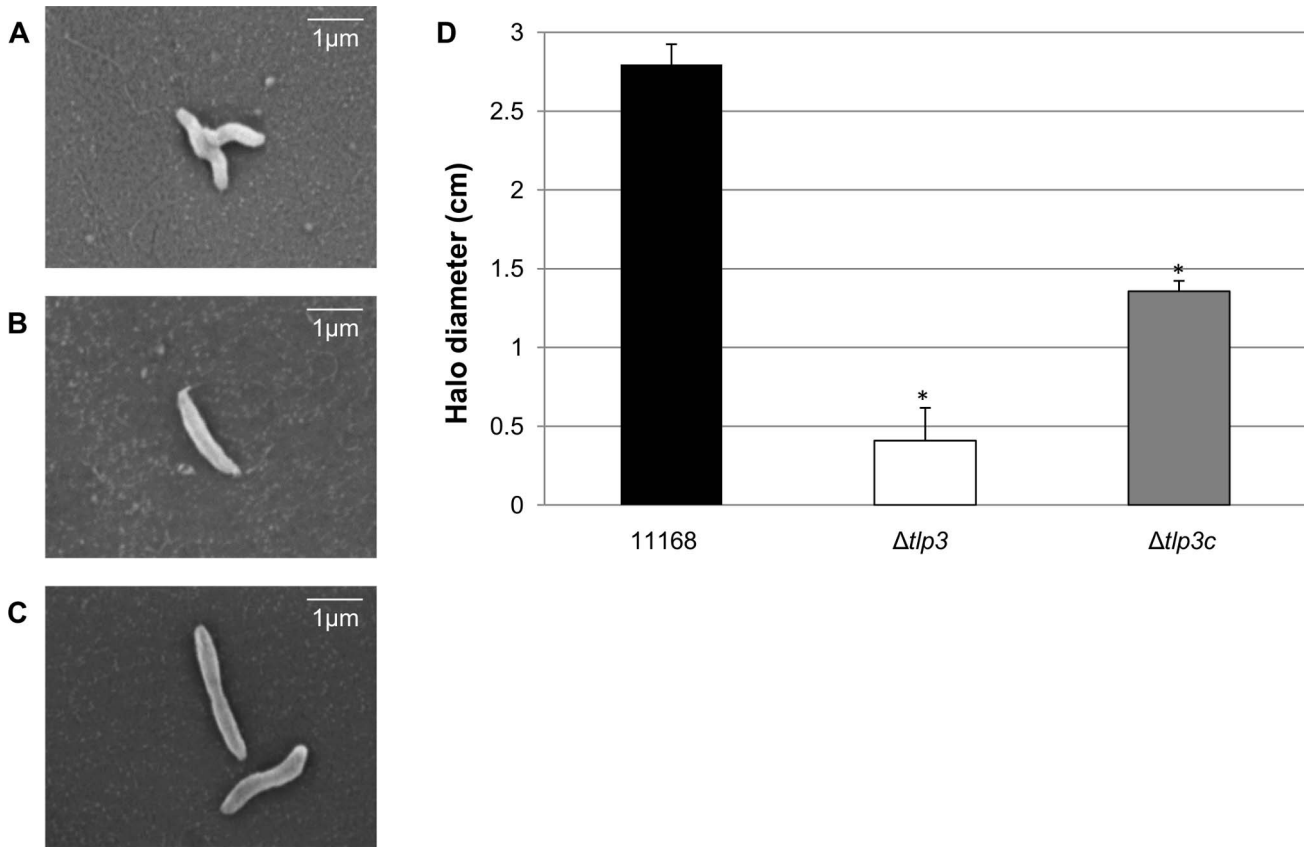 A
1µm
B
1µm
C
1µm
D
Halo diameter (cm)
3
2.5
2
1.5
1
0.5
0
*
*
11168
Δtlp3
Δtlp3c